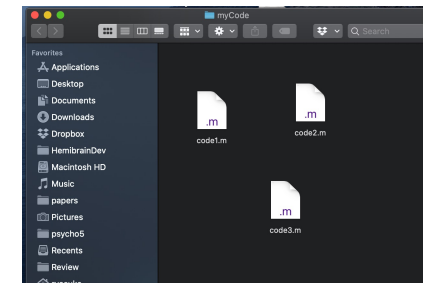 myCode
Search
Favorites
Applications
Desktop
Documents
Downloads
Dropbox
HemibrainDev
Macintosh HD
Music
papers
Pictures
psycho5
Recents
Review
.m
code1.m
.m
code2.m
.m
code3.m